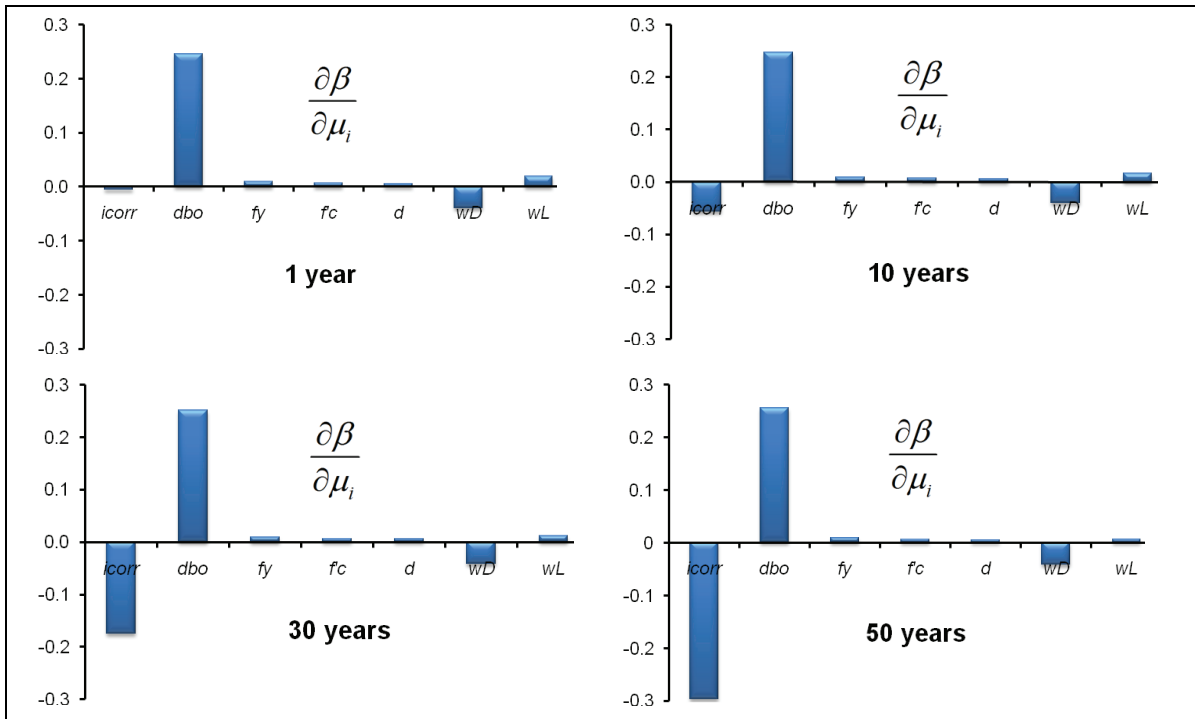 0.3
0.2
0.1
0.0
-0.1
-0.2
-0.3
∂β
∂μi
icorr dbo fy f'c d wD wL
1 year
0.3
0.2
0.1
0.0
-0.1
-0.2
-0.3
∂β
∂μi
icorr dbo fy f'c d wD wL
10 years
0.3
0.2
0.1
0.0
-0.1
-0.2
-0.3
∂β
∂μi
icorr dbo fy f'c d wD wL
30 years
0.3
0.2
0.1
0
-0.1
-0.2
-0.3
∂β
∂μi
icorr dbo fy f'c d wD wL
50 years